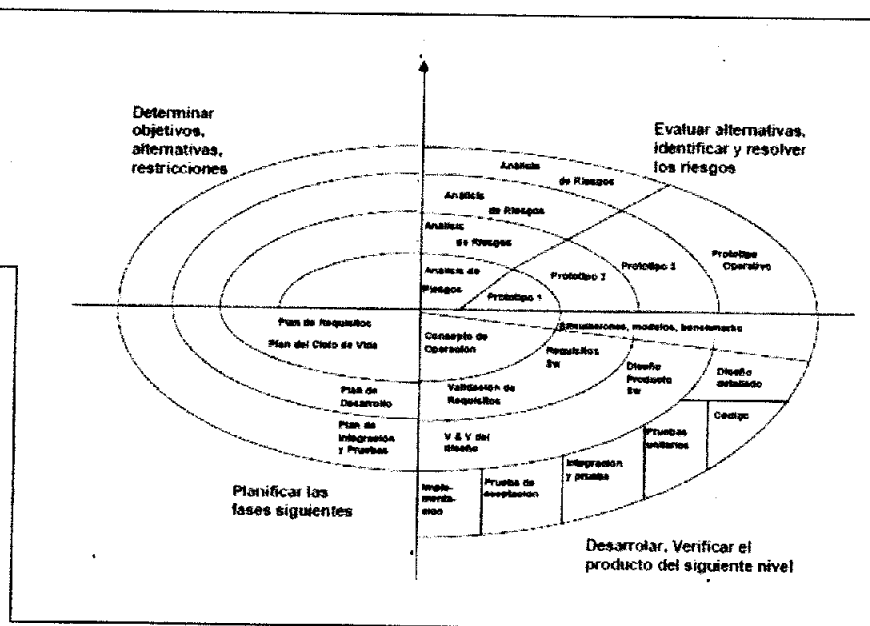 Determinar
objetivos,
alternativas,
restricciones
Evaluar alternativas,
identificar y resolver
los riesgos
Análisis
de Riesgos
Análisis
de Riesgos
Análisis
de Riesgos
Análisis de
Riesgos
Prototipo 1
Prototipo 2
Prototipo 3
Prototipo
Operativo
Simulaciones, modelos, benchmarks
Plan de Requisitos
Plan del Ciclo de Vida
Concepto de
Operación
Requisitos
Sw
Diseño
Producto
Sw
Diseño
detallado
Plan de
Desarrollo
Validación de
Requisitos
Código
Plan de
Integración
y Pruebas
V & V del
diseño
Pruebas
unitarios
Integración
y prueba
Prueba de
aceptación
Imple-
menta-
ción
Planificar las
fases siguientes
Desarrolar, Verificar el
producto del siguiente nivel